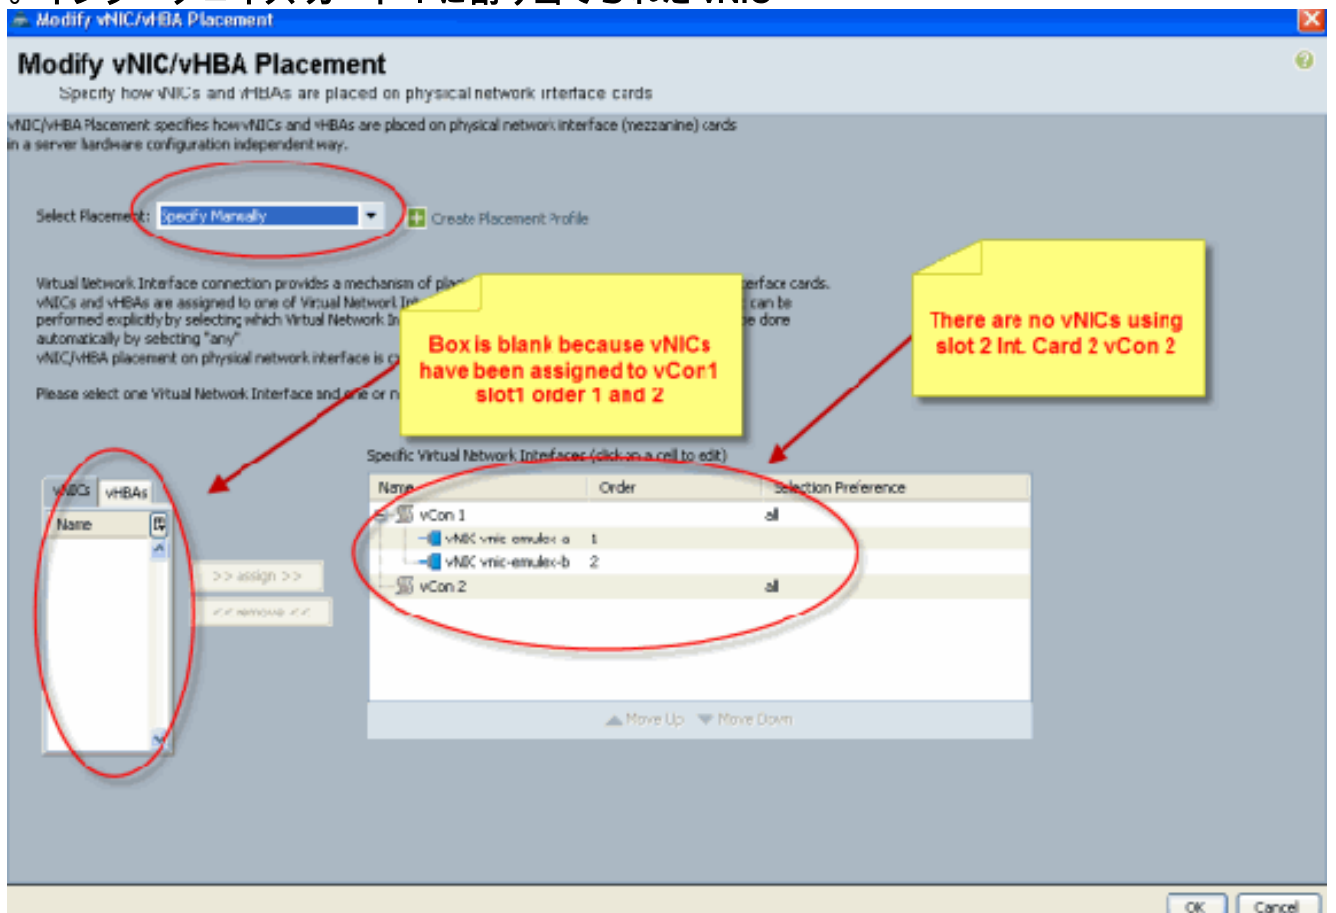 Modify vNIC/vHBA Placement
Modify vNIC/vHBA Placement
Specify how vNICs and vHBAs are placed on physical network interface cards
vNIC/vHBA Placement specifies how vNICs and vHBAs are placed on physical network interface (mezzanine) cards
in a server hardware configuration independent way.
Select Placement: Specify Manually
Create Placement Profile
Virtual Network Interface connection provides a mechanism of erface cards.
vNICs and vHBAs are assigned to one of Virtual Network can be
performed explicitly by selecting which Virtual Network e done
automatically by selecting "any"
vNIC/vHBA placement on physical network interface is
Please select one Virtual Network Interface and one or
Box is blank because vNICs
have been assigned to vCon1
slot1 order 1 and 2
There are no vNICs using
slot 2 Int. Card 2 vCon 2
Specific Virtual Network Interfaces (click on a cell to edit)
vNICs vHBAs
Name
>> assign >>
<< remove <<
Name Order Selection Preference
vCon 1 all
vNIC vnic-emulex-a 1
vNIC vnic-emulex-b 2
vCon 2 all
Move Up Move Down
OK Cancel